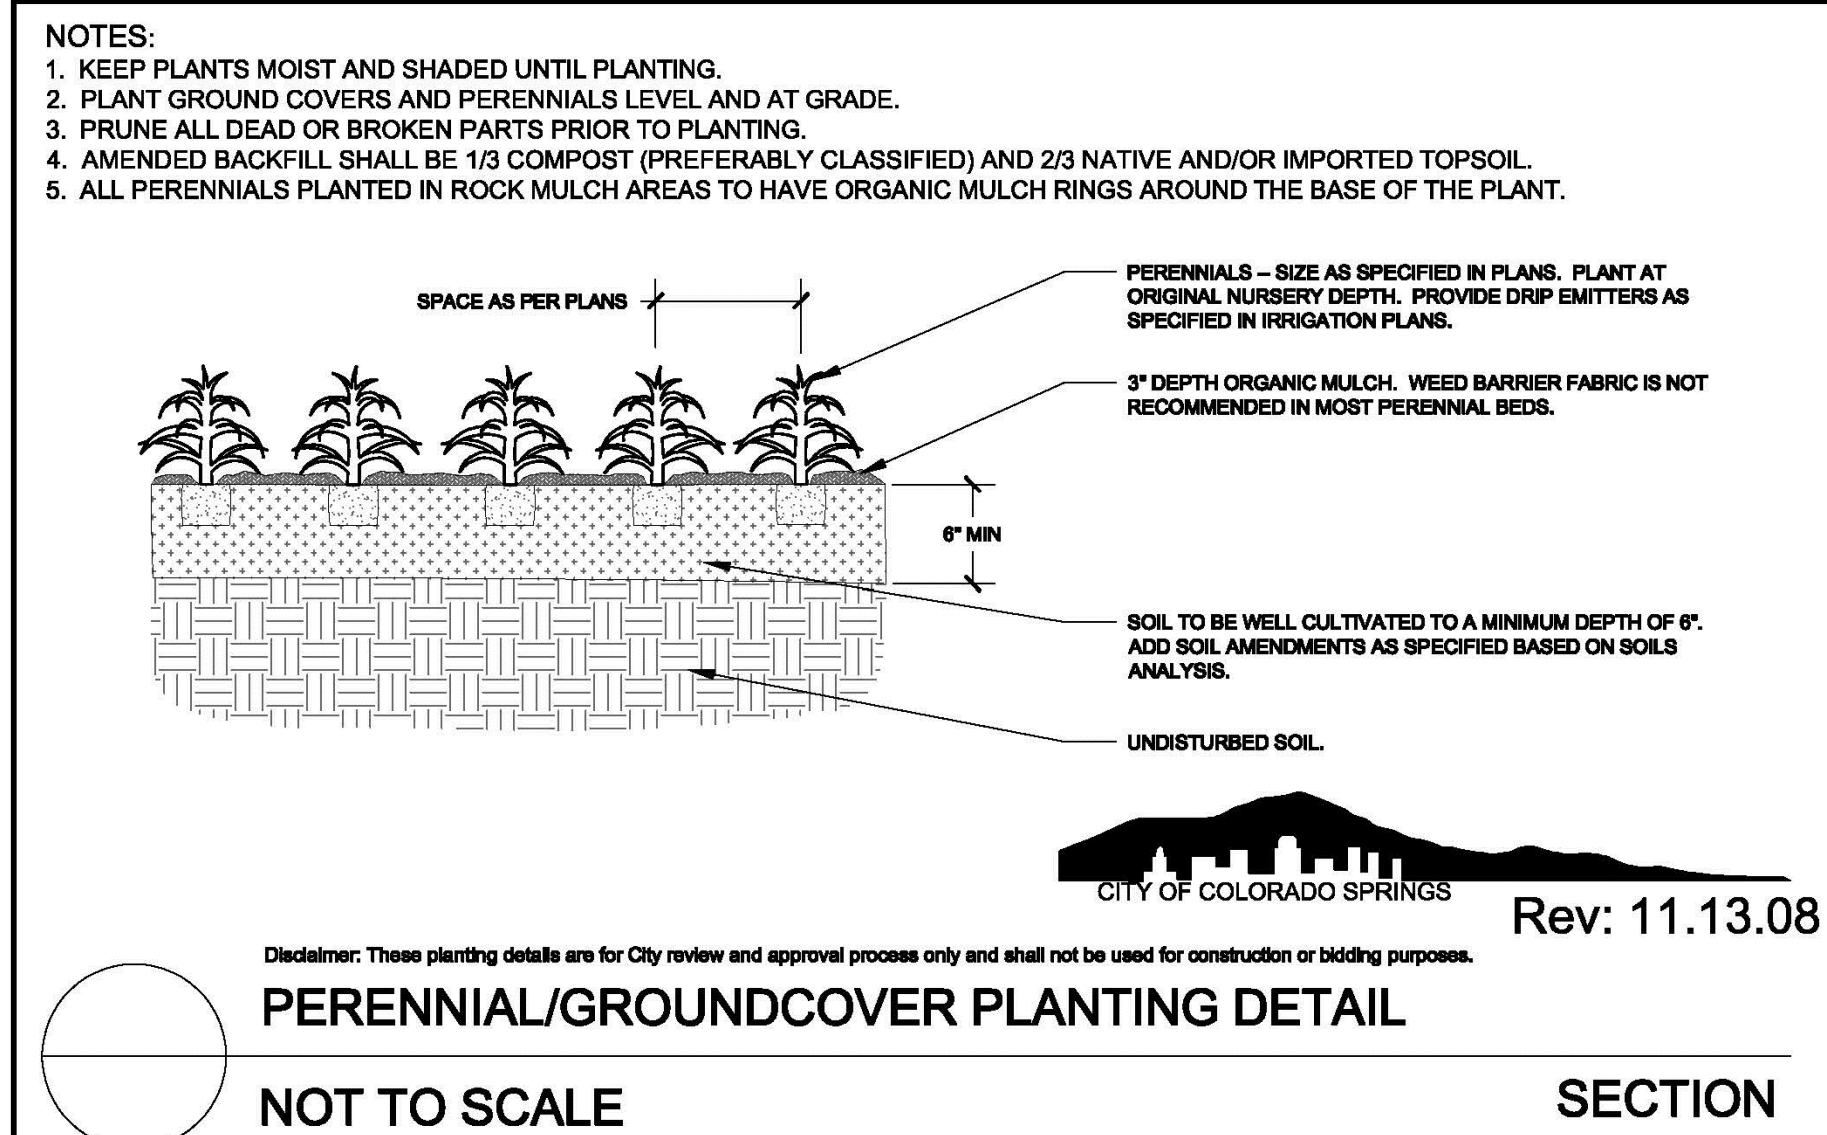 NOTES:
1. KEEP PLANTS MOIST AND SHADED UNTIL PLANTING.
2. PLANT GROUND COVERS AND PERENNIALS LEVEL AND AT GRADE.
3. PRUNE ALL DEAD OR BROKEN PARTS PRIOR TO PLANTING.
4. AMENDED BACKFILL SHALL BE 1/3 COMPOST (PREFERABLY CLASSIFIED) AND 2/3 NATIVE AND/OR IMPORTED TOPSOIL.
5. ALL PERENNIALS PLANTED IN ROCK MULCH AREAS TO HAVE ORGANIC MULCH RINGS AROUND THE BASE OF THE PLANT.
SPACE AS PER PLANS
PERENNIALS – SIZE AS SPECIFIED IN PLANS. PLANT AT
ORIGINAL NURSERY DEPTH. PROVIDE DRIP EMITTERS AS
SPECIFIED IN IRRIGATION PLANS.
3" DEPTH ORGANIC MULCH. WEED BARRIER FABRIC IS NOT
RECOMMENDED IN MOST PERENNIAL BEDS.
6" MIN
SOIL TO BE WELL CULTIVATED TO A MINIMUM DEPTH OF 6".
ADD SOIL AMENDMENTS AS SPECIFIED BASED ON SOILS
ANALYSIS.
UNDISTURBED SOIL.
CITY OF COLORADO SPRINGS
Rev: 11.13.08
Disclaimer: These planting details are for City review and approval process only and shall not be used for construction or bidding purposes.
PERENNIAL/GROUNDCOVER PLANTING DETAIL
NOT TO SCALE
SECTION